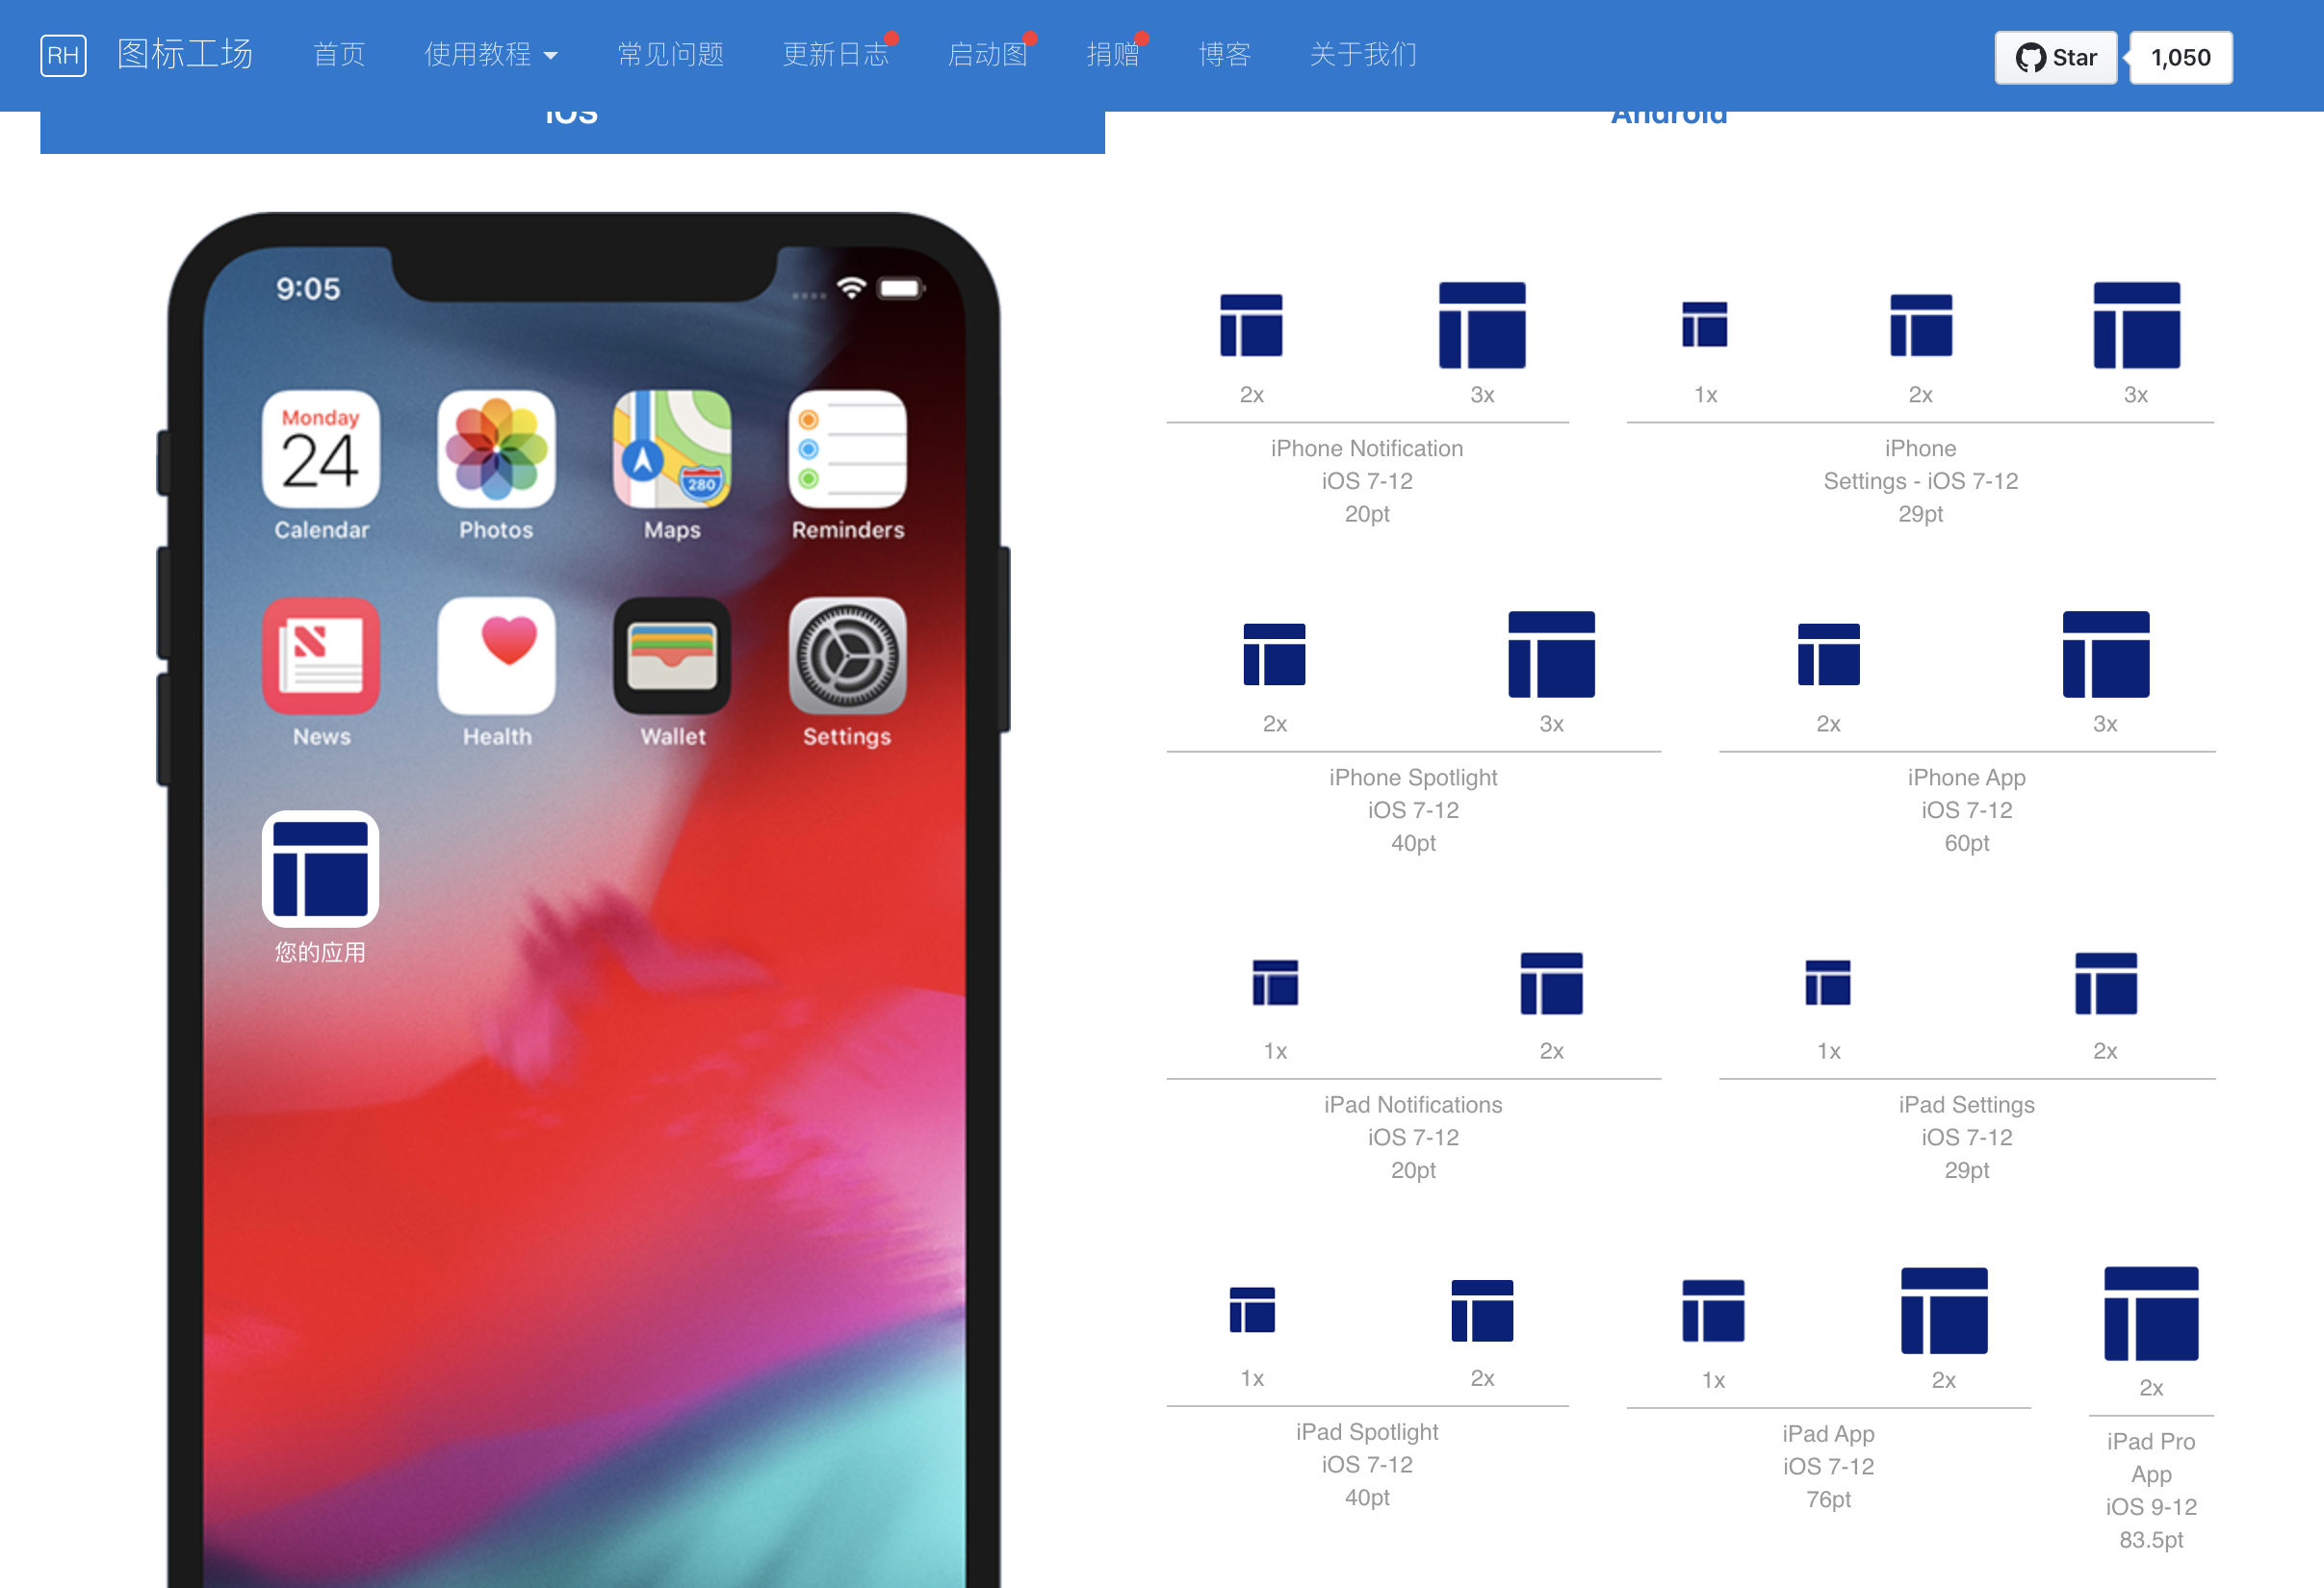 RH 图标工场 首页 使用教程 常见问题 更新日志 启动图 捐赠 博客 关于我们 Star 1,050
iOS Android
9:05
Monday
24
280
Calendar Photos Maps Reminders
News Health Wallet Settings
您的应用
2x 3x
iPhone Notification
iOS 7-12
20pt
1x 2x 3x
iPhone
Settings - iOS 7-12
29pt
2x 3x
iPhone Spotlight
iOS 7-12
40pt
2x 3x
iPhone App
iOS 7-12
60pt
1x 2x
iPad Notifications
iOS 7-12
20pt
1x 2x
iPad Settings
iOS 7-12
29pt
1x 2x
iPad Spotlight
iOS 7-12
40pt
1x 2x
iPad App
iOS 7-12
76pt
2x
iPad Pro
App
iOS 9-12
83.5pt